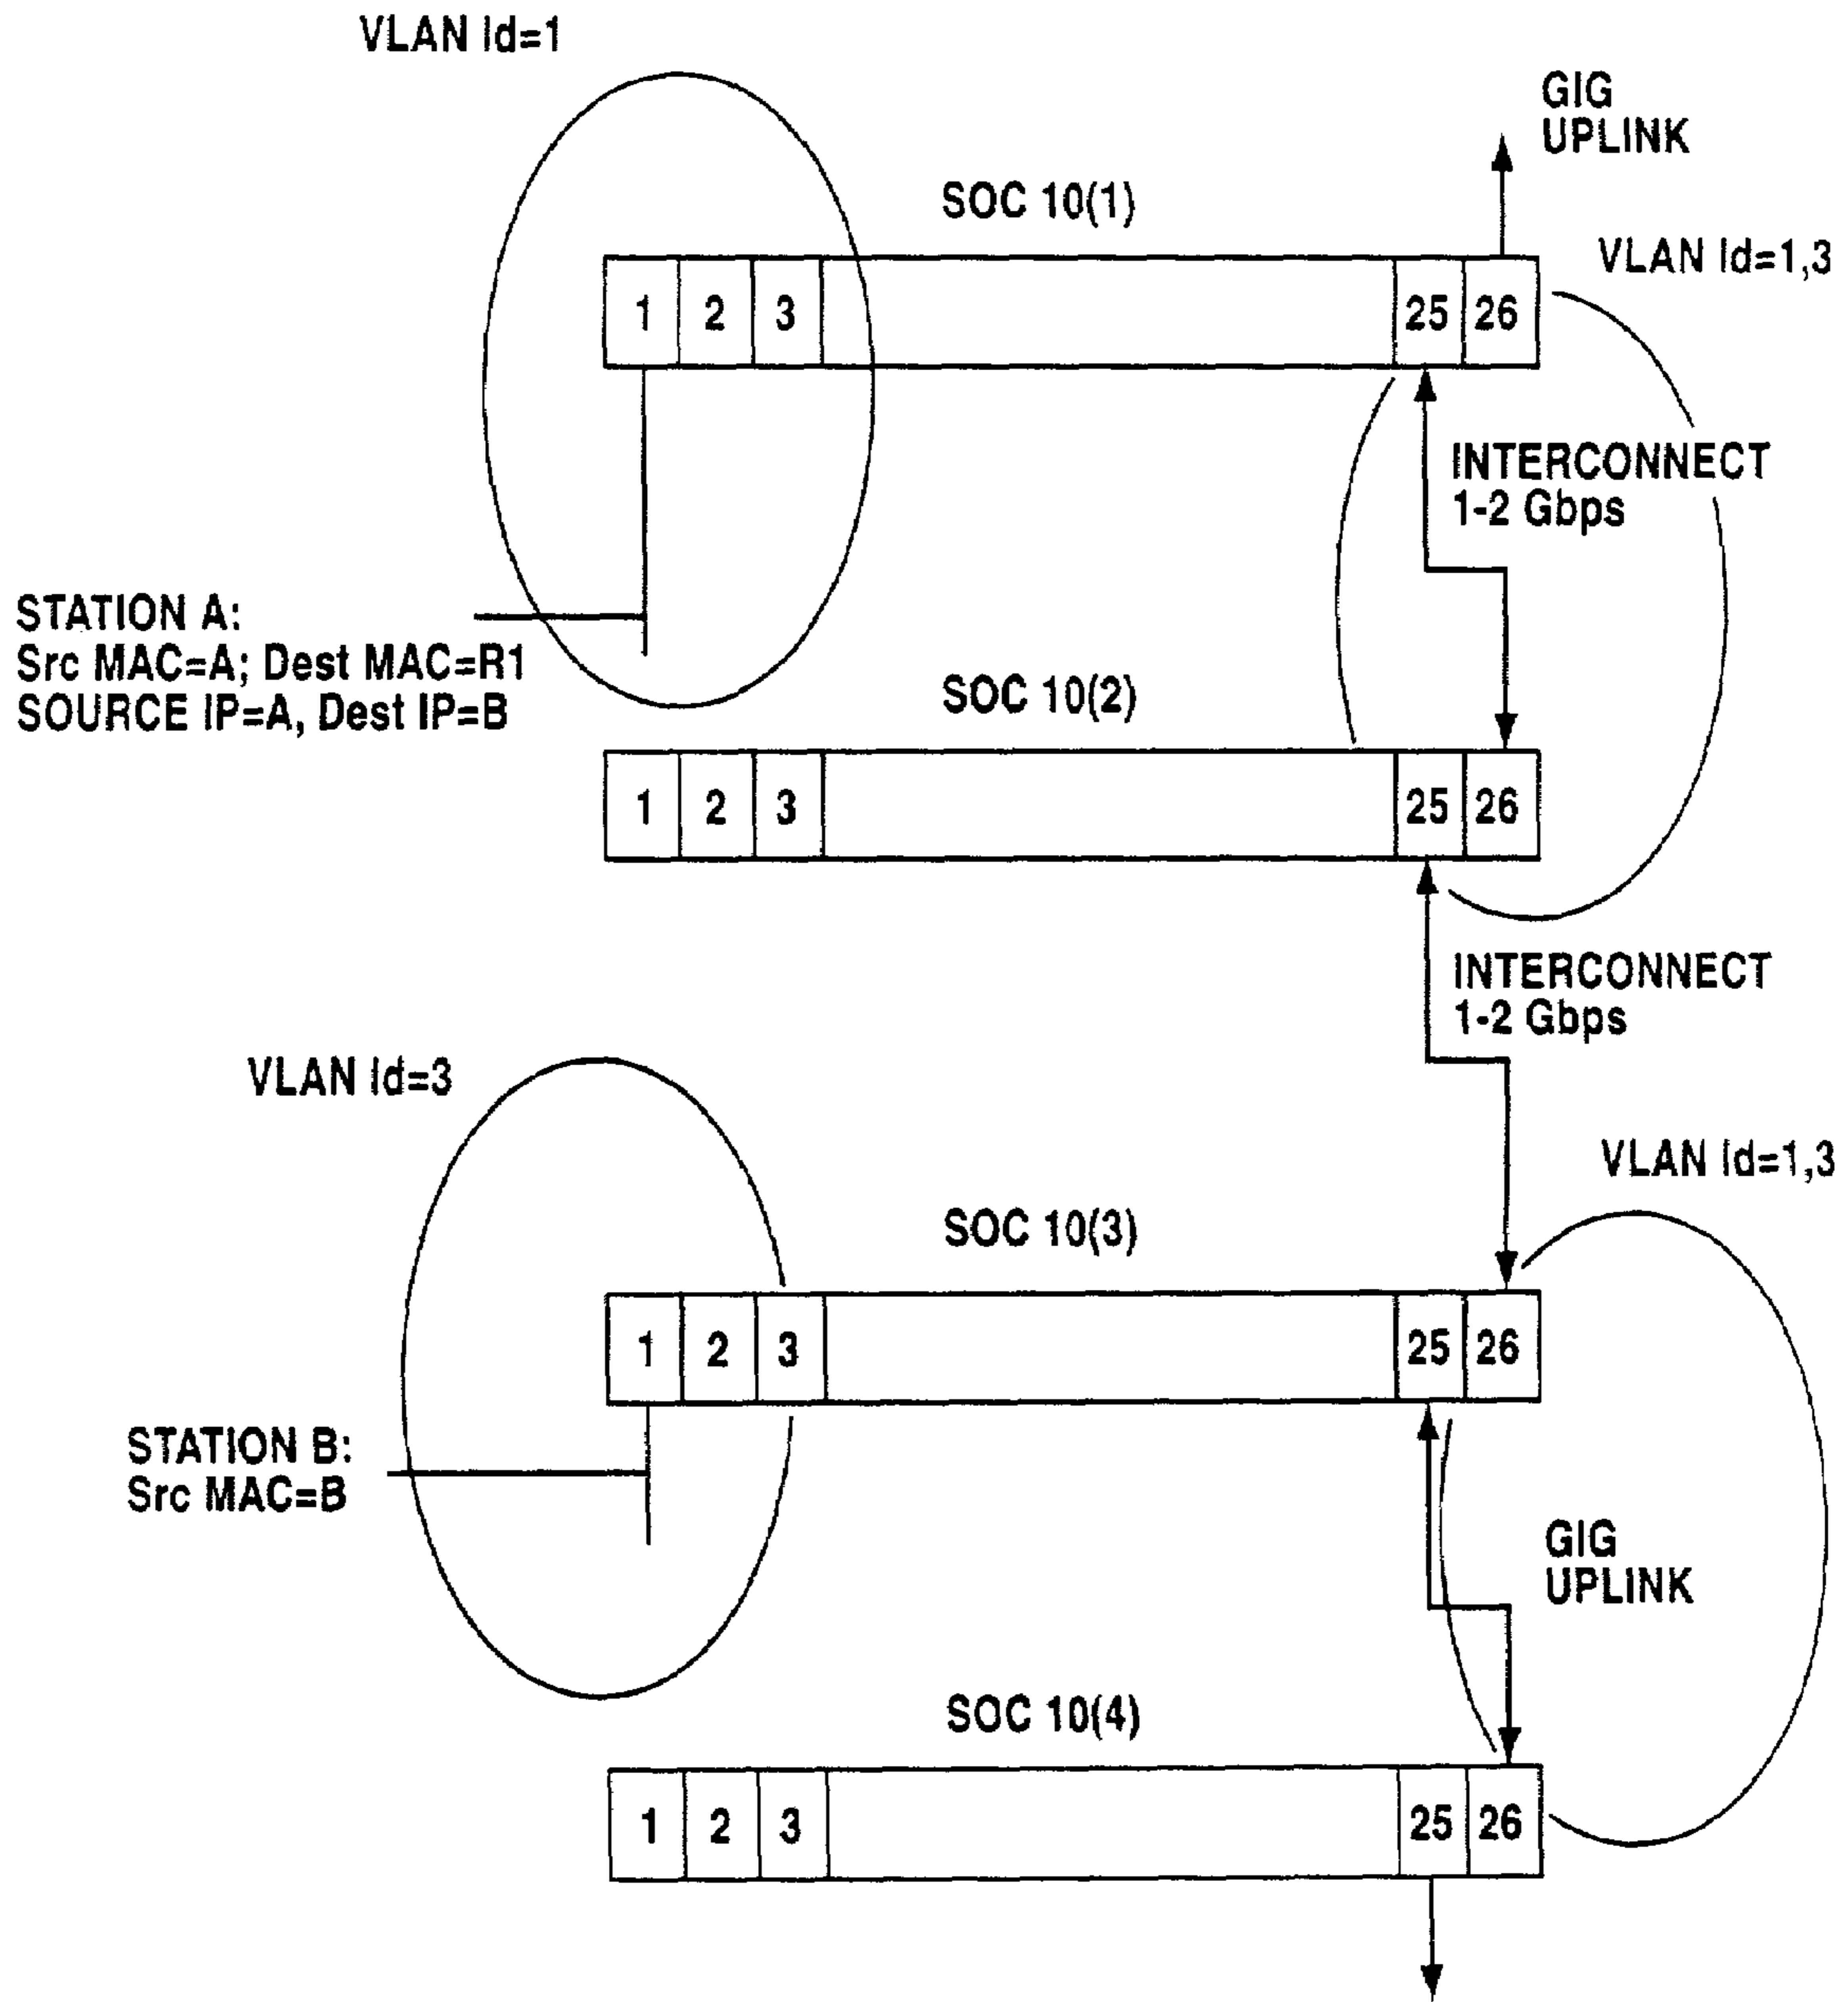 VLAN Id=1
GIG
UPLINK
SOC 10(1)
VLAN Id=1,3
1 2 3 25 26
INTERCONNECT
1-2 Gbps
STATION A:
Src MAC=A; Dest MAC=R1
SOURCE IP=A, Dest IP=B
SOC 10(2)
1 2 3 25 26
INTERCONNECT
1-2 Gbps
VLAN Id=3
VLAN Id=1,3
SOC 10(3)
1 2 3 25 26
STATION B:
Src MAC=B
GIG
UPLINK
SOC 10(4)
1 2 3 25 26